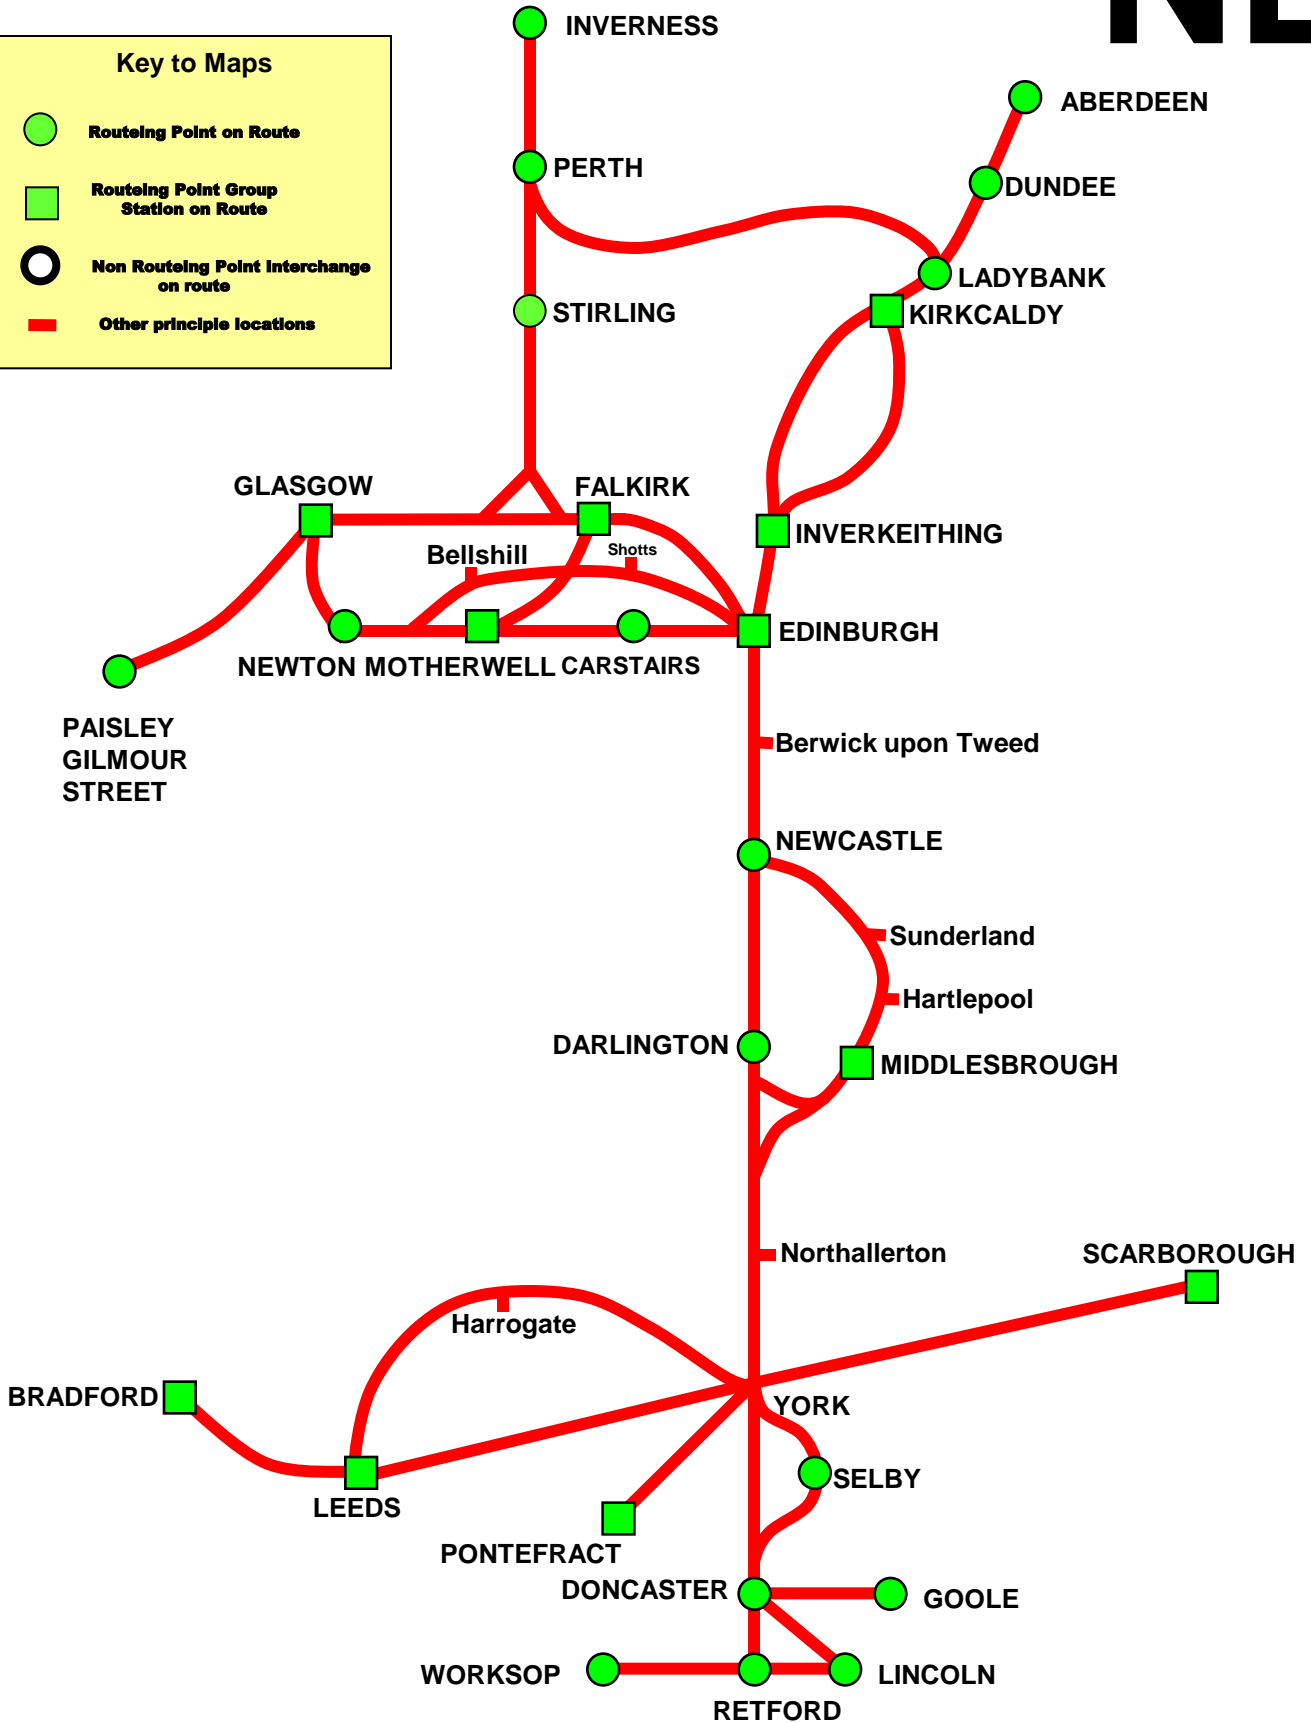 NL
INVERNESS
Key to Maps
ABERDEEN
Routeing Point on Route
PERTH
DUNDEE
Routeing Point Group
Station on Route
LADYBANK
Non Routeing Point Interchange
on route
STIRLING
KIRKCALDY
Other principle locations
GLASGOW
FALKIRK
INVERKEITHING
Bellshill
Shotts
EDINBURGH
NEWTON MOTHERWELL CARSTAIRS
PAISLEY
GILMOUR
STREET
Berwick upon Tweed
NEWCASTLE
Sunderland
Hartlepool
DARLINGTON
MIDDLESBROUGH
Northallerton
SCARBOROUGH
Harrogate
BRADFORD
YORK
SELBY
LEEDS
PONTEFRACT
DONCASTER
GOOLE
WORKSOP
LINCOLN
RETFORD